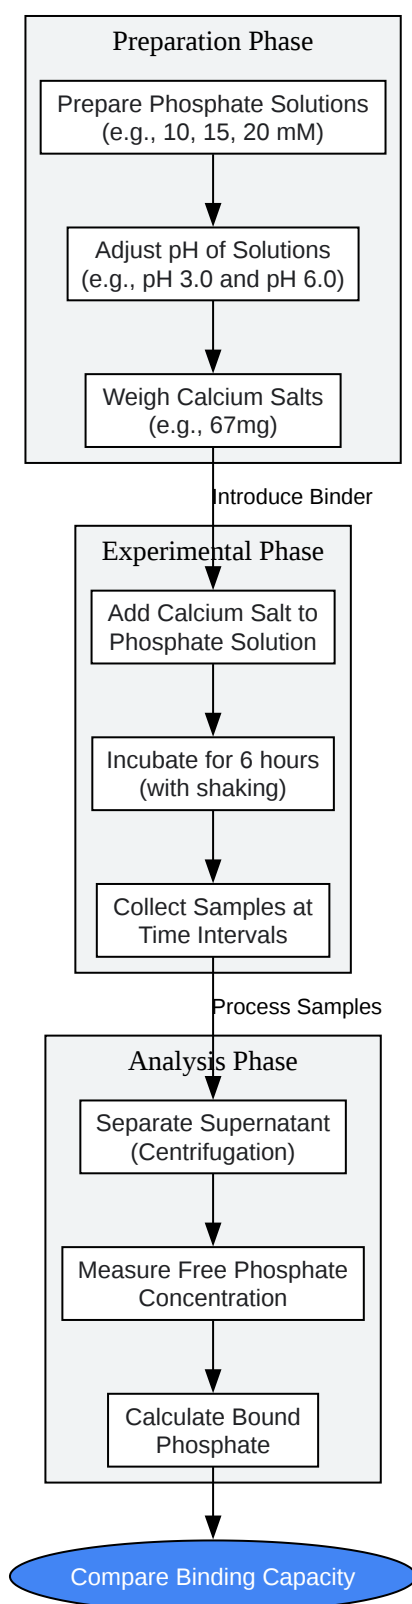 Preparation Phase
Prepare Phosphate Solutions
(e.g., 10, 15, 20 mM)
Adjust pH of Solutions
(e.g., pH 3.0 and pH 6.0)
Weigh Calcium Salts
(e.g., 67mg)
Introduce Binder
Experimental Phase
Add Calcium Salt to
Phosphate Solution
Incubate for 6 hours
(with shaking)
Collect Samples at
Time Intervals
Process Samples
Analysis Phase
Separate Supernatant
(Centrifugation)
Measure Free Phosphate
Concentration
Calculate Bound
Phosphate
Compare Binding Capacity